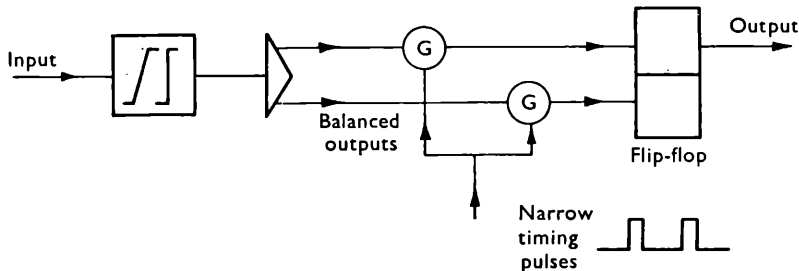 Input
G
Output
G
Balanced
outputs
Flip-flop
Narrow
timing
pulses